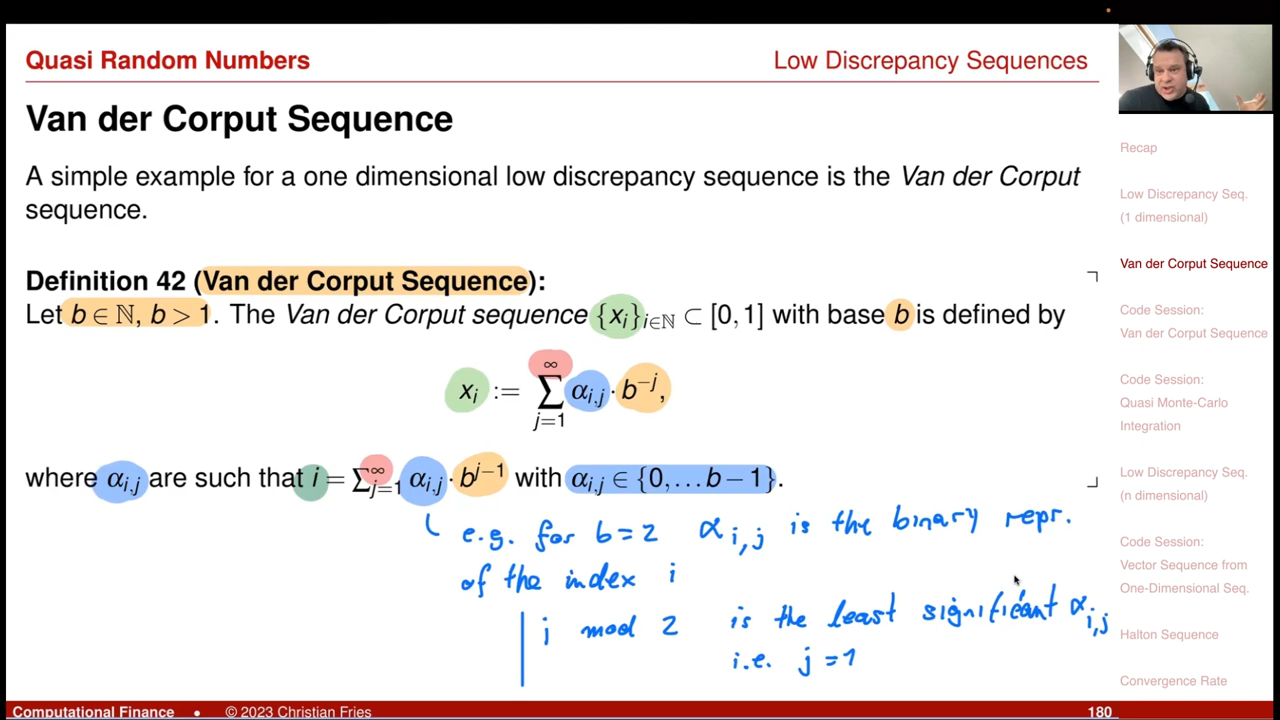 Quasi Random Numbers
Low Discrepancy Sequences
Van der Corput Sequence
A simple example for a one dimensional low discrepancy sequence is the Van der Corput
sequence.
Definition 42 (Van der Corput Sequence):
Let b ∈ ℕ, b > 1. The Van der Corput sequence {x_i}_{i∈ℕ} ⊂ [0, 1] with base b is defined by
x_i := ∑_{j=1}^{∞} α_{i,j} · b^{−j},
where α_{i,j} are such that i = ∑_{j=1}^{∞} α_{i,j} · b^{j−1} with α_{i,j} ∈ {0, … b − 1}.
e.g. for b = 2 α_{i,j} is the binary repr.
of the index i
j mod 2 is the least significant α_{i,j}
i.e. j = 1
Recap
Low Discrepancy Seq.
(1 dimensional)
Van der Corput Sequence
Code Session:
Van der Corput Sequence
Code Session:
Quasi Monte-Carlo
Integration
Low Discrepancy Seq.
(n dimensional)
Code Session:
Vector Sequence from
One-Dimensional Seq.
Halton Sequence
Convergence Rate
Computational Finance • © 2023 Christian Fries 180